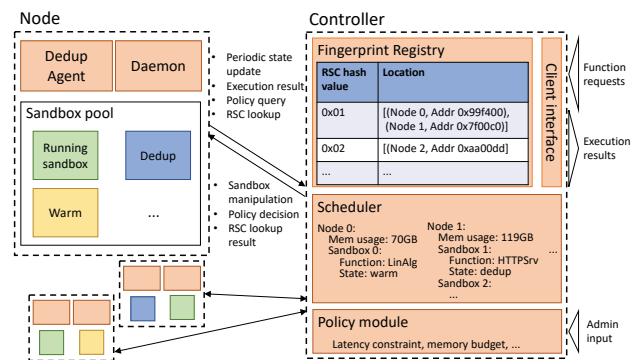 Node
Dedup
Agent
Daemon
Sandbox pool
Running
sandbox
Dedup
Warm
...
• Periodic state
update
• Execution result
• Policy query
• RSC lookup
• Sandbox
manipulation
• Policy decision
• RSC lookup
result
Controller
Fingerprint Registry
RSC hash
value
Location
0x01
[(Node 0, Addr 0x99f400),
(Node 1, Addr 0x7f00c0)]
0x02
[(Node 2, Addr 0xaa00dd]
...
...
Client interface
Function
requests
Execution
results
Scheduler
Node 0:
Mem usage: 70GB
Sandbox 0:
Function: LinAlg
State: warm
Node 1:
Mem usage: 119GB
Sandbox 1:
Function: HTTPSrv
State: dedup
Sandbox 2:
...
...
Policy module
Latency constraint, memory budget, ...
Admin
input